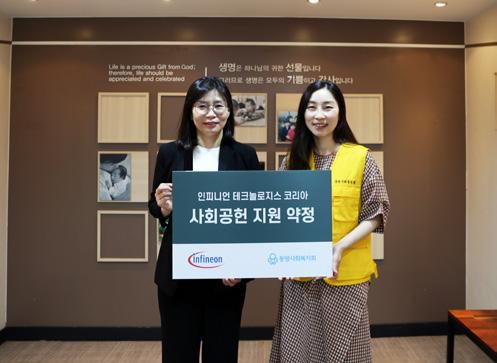 Life is a precious Gift from God;
therefore, life should be
appreciated and celebrated
생명은 하나님의 귀한 선물입니다
그러므로 생명은 모두의 기쁨이고 감사입니다
인피니언 테크놀로지스 코리아
사회공헌 지원 약정
infineon
동방사회복지회